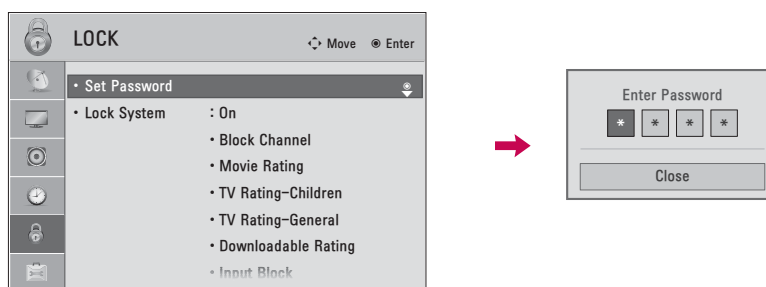 LOCK
Move Enter
• Set Password
• Lock System : On
• Block Channel
• Movie Rating
• TV Rating-Children
• TV Rating-General
• Downloadable Rating
• Input Block
Enter Password
* * * *
Close